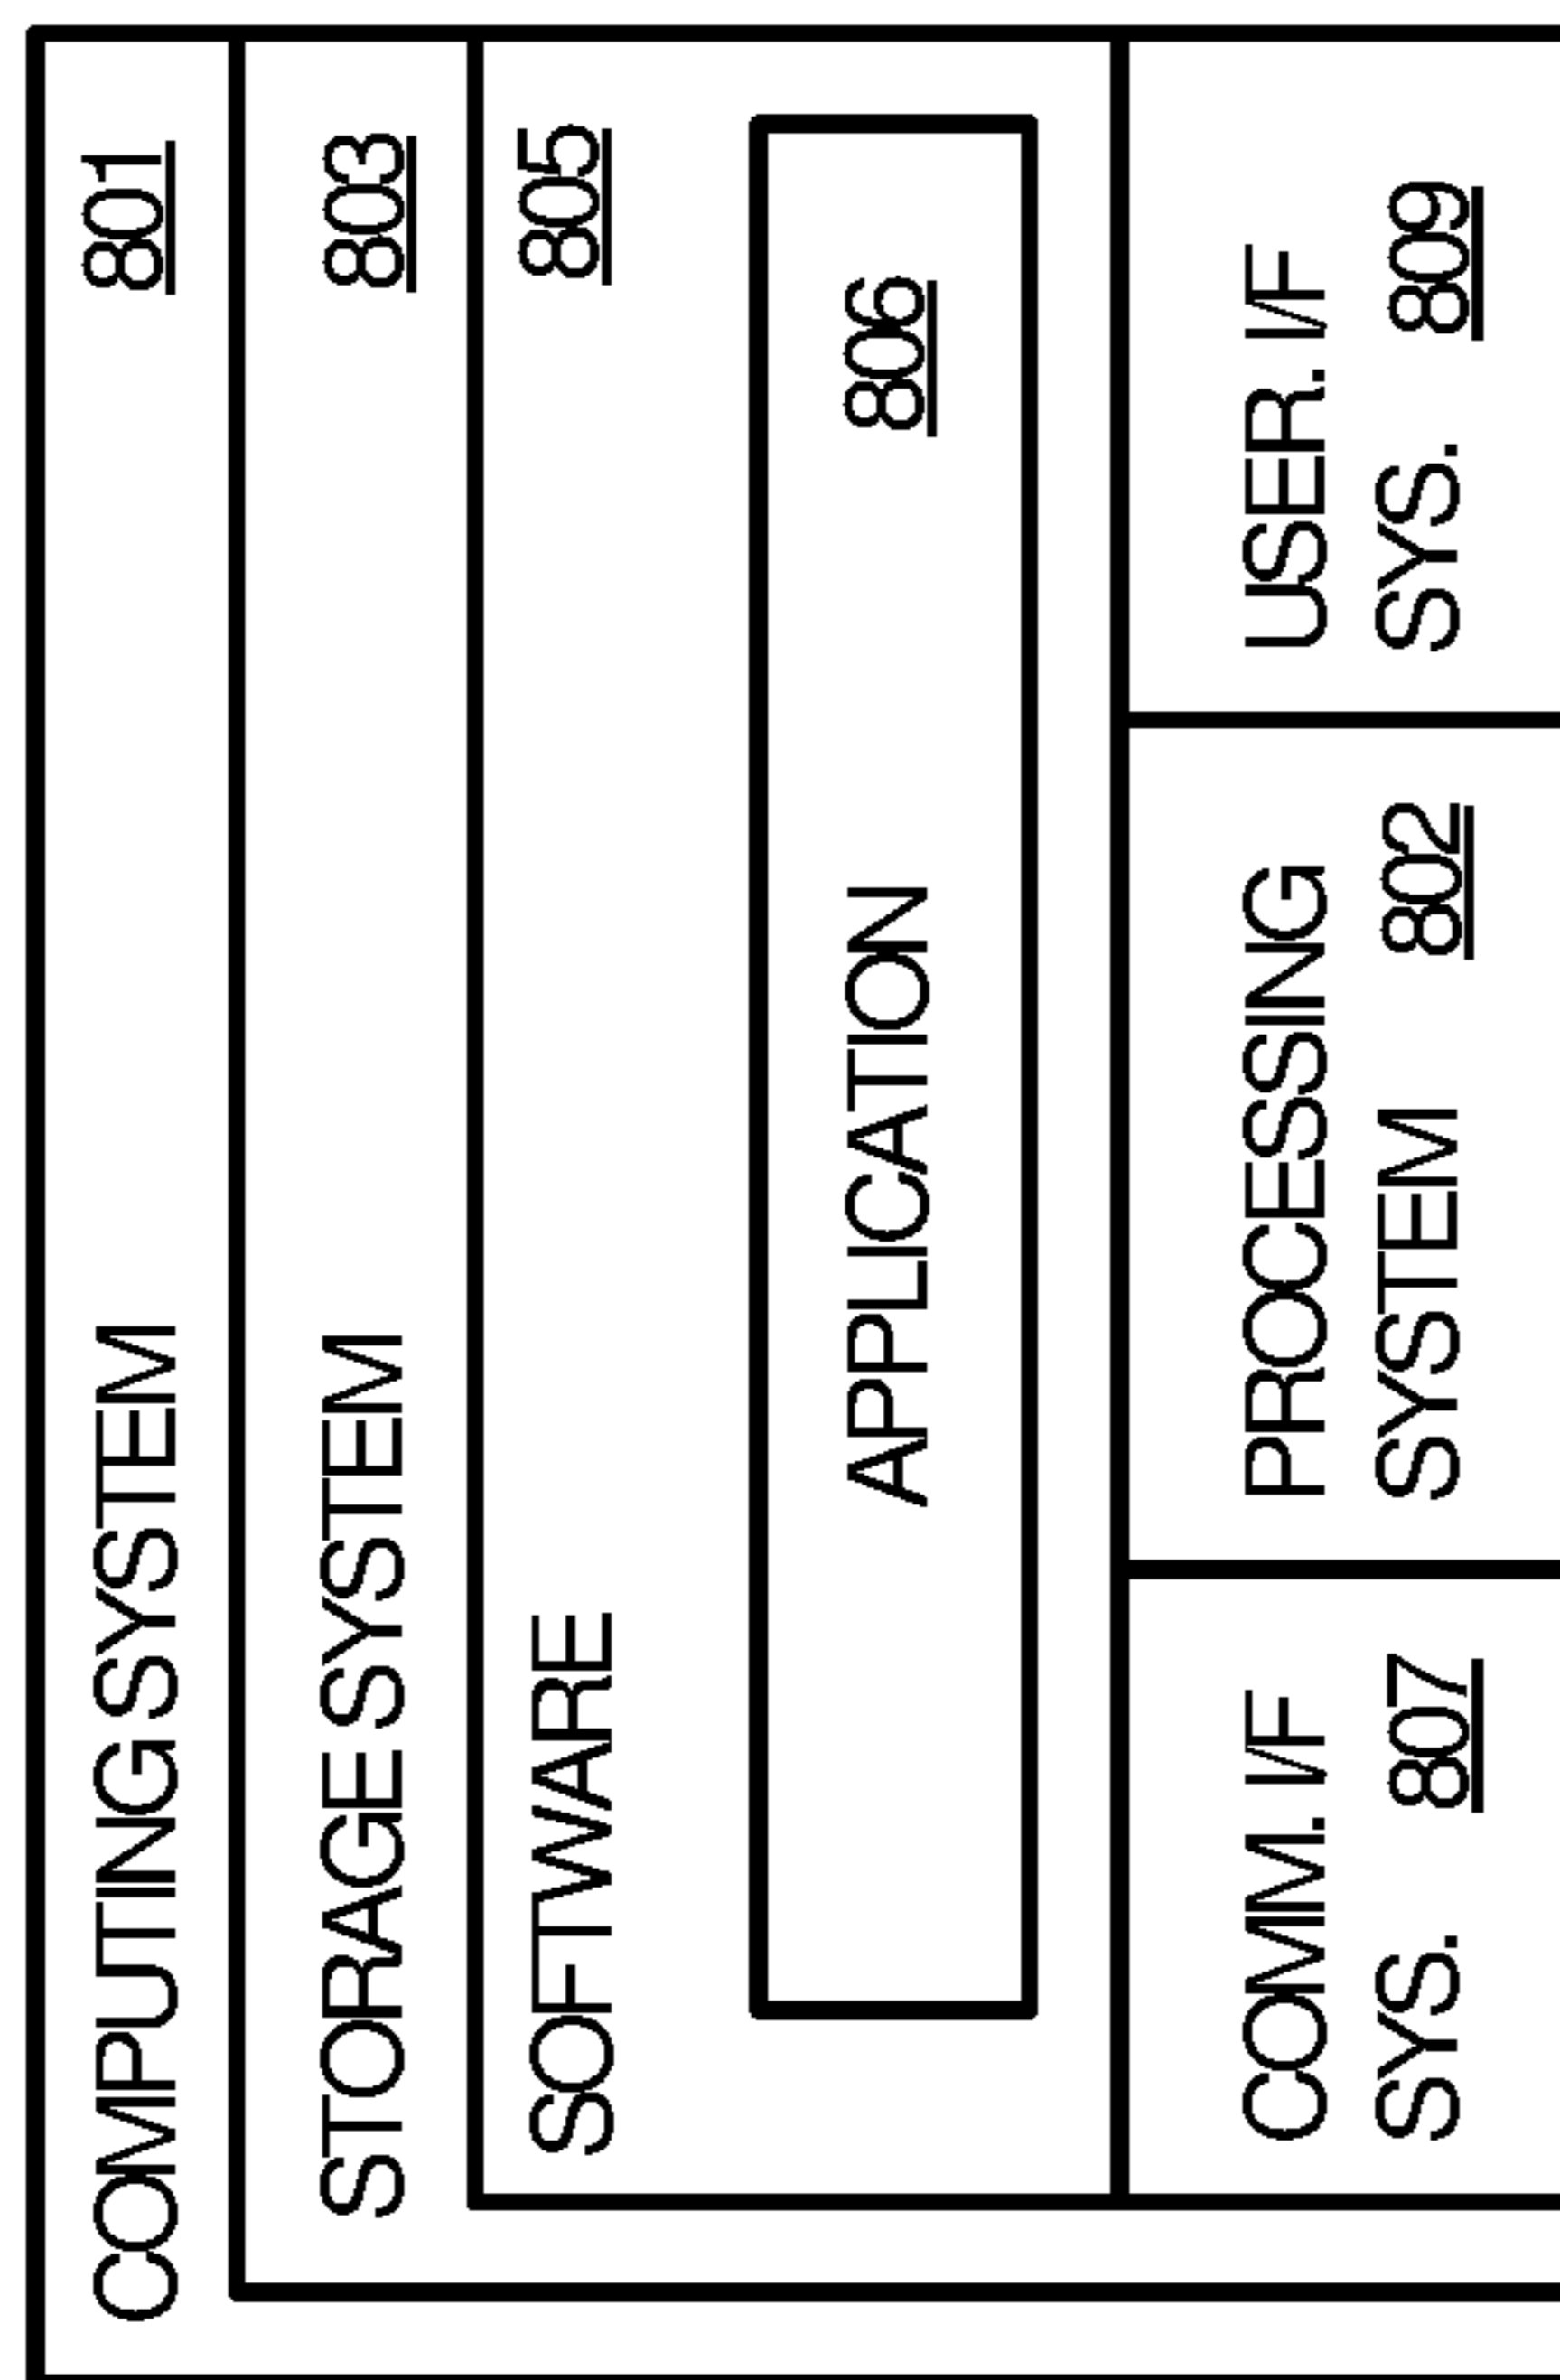 COMPUTING SYSTEM 801
STORAGE SYSTEM 803
SOFTWARE 805
APPLICATION 806
COMM. I/F
SYS. 807
PROCESSING
SYSTEM 802
USER. I/F
SYS. 809